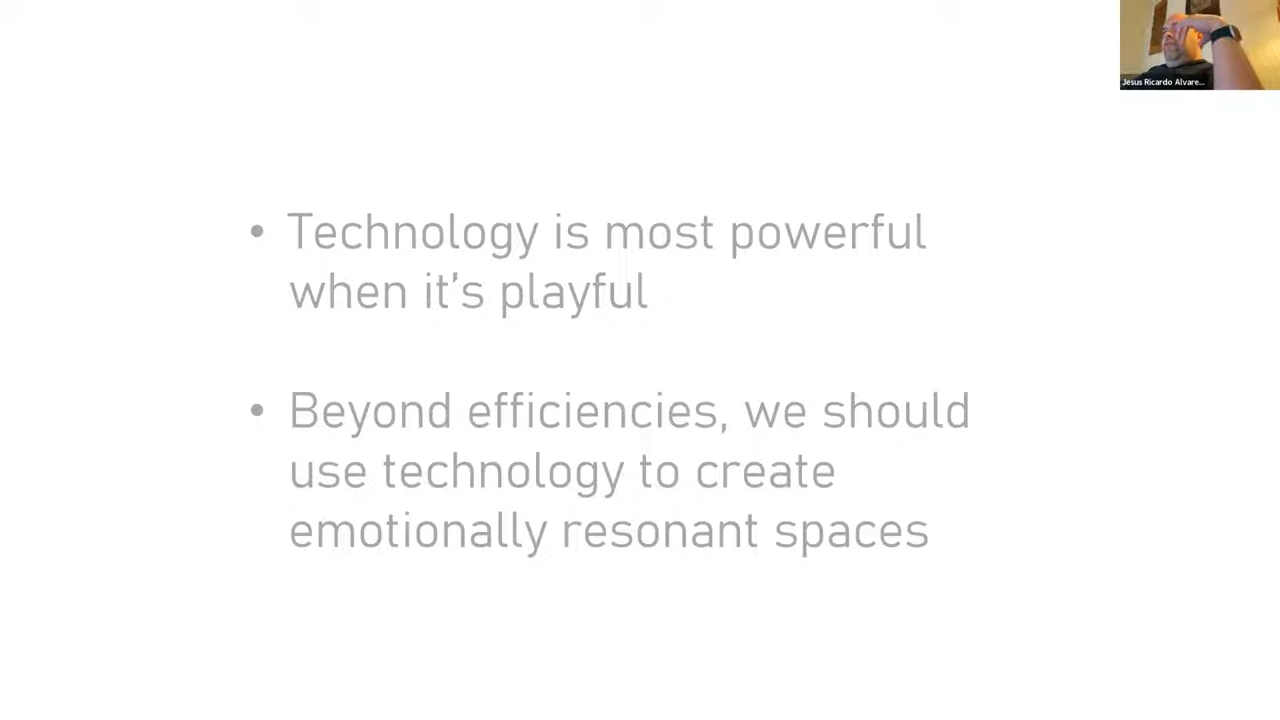 Jesus Ricardo Alvare...
• Technology is most powerful
when it's playful
• Beyond efficiencies, we should
use technology to create
emotionally resonant spaces